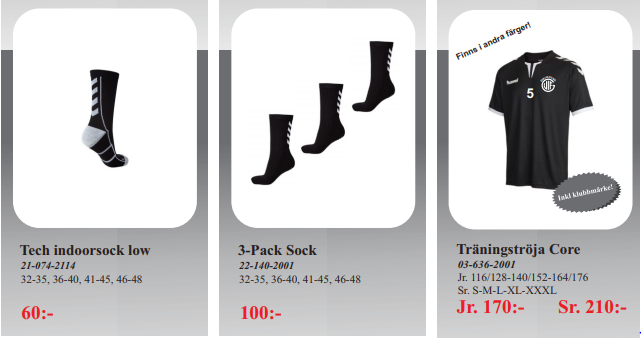 Tech indoorsock low
21-074-2114
32-35, 36-40, 41-45, 46-48
60:-
3-Pack Sock
22-140-2001
32-35, 36-40, 41-45, 46-48
100:-
Finns i andra färger!
hummel
5
Inkl klubbmärke!
Träningströja Core
03-636-2001
Jr. 116/128-140/152-164/176
Sr. S-M-L-XL-XXXL
Jr. 170:- Sr. 210:-